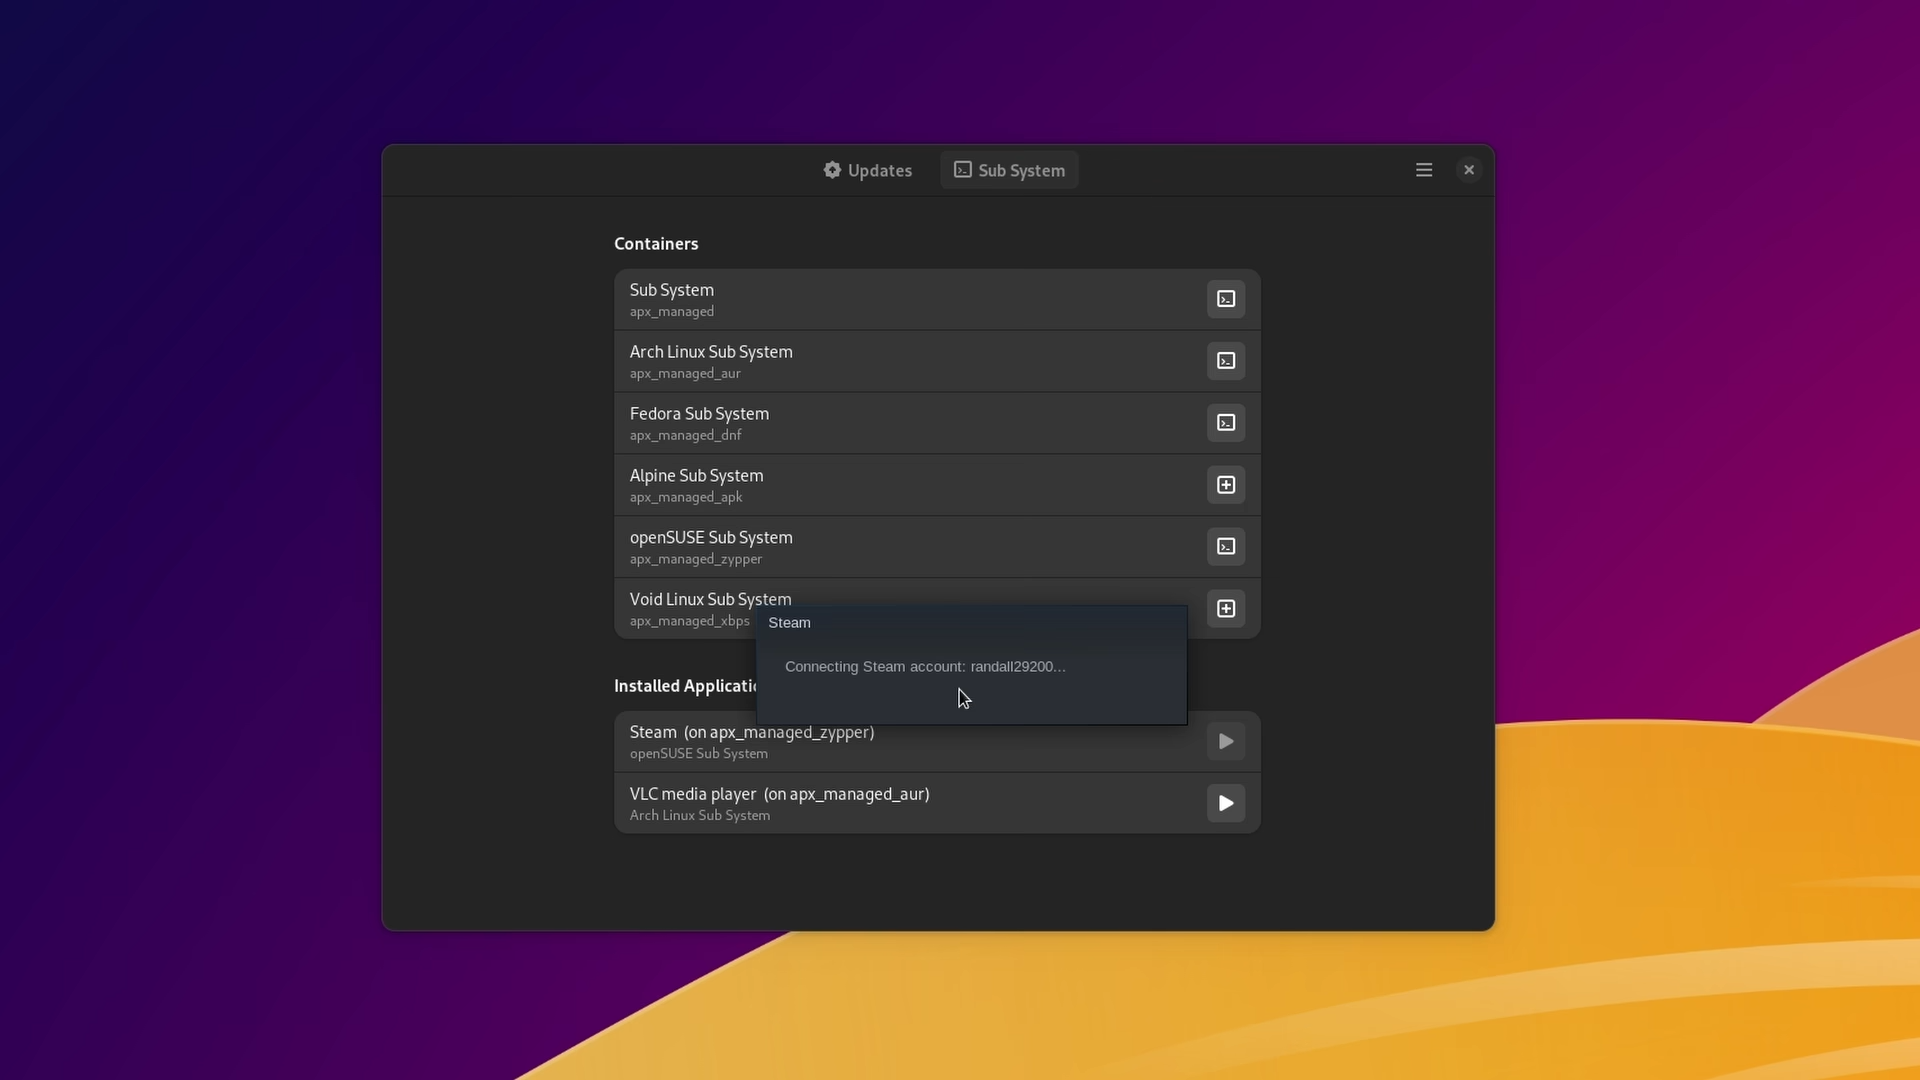 Updates
Sub System
Containers
Sub System
apx_managed
Arch Linux Sub System
apx_managed_aur
Fedora Sub System
apx_managed_dnf
Alpine Sub System
apx_managed_apk
openSUSE Sub System
apx_managed_zypper
Void Linux Sub System
apx_managed_xbps
Steam
Connecting Steam account: randall29200...
Installed
Steam (on apx_managed_zypper)
openSUSE Sub System
VLC media player (on apx_managed_aur)
Arch Linux Sub System